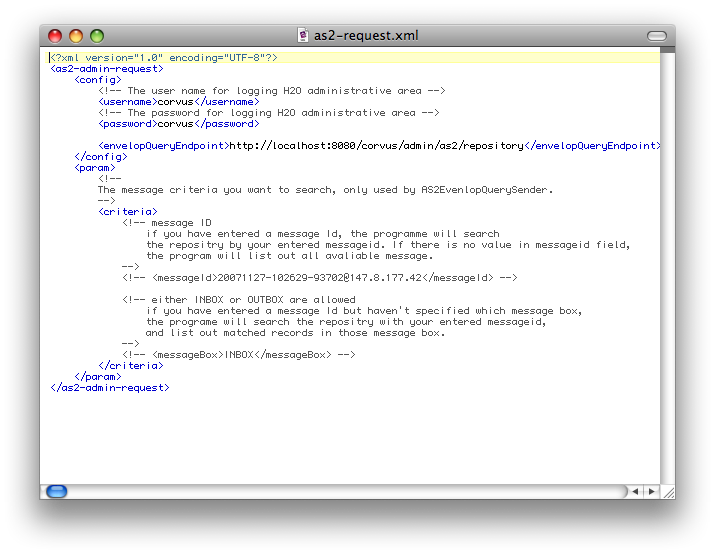 as2-request.xml
<?xml version="1.0" encoding="UTF-8"?>
<as2-admin-request>
<config>
<!-- The user name for logging H2O administrative area -->
<username>corvus</username>
<!-- The password for logging H2O administrative area -->
<password>corvus</password>
<envelopQueryEndpoint>http://localhost:8080/corvus/admin/as2/repository</envelopQueryEndpoint>
</config>
<param>
<!--
The message criteria you want to search, only used by AS2EvenlopQuerySender.
-->
<criteria>
<!-- message ID
if you have entered a message Id, the programme will search
the repositry by your entered messageid. If there is no value in messageid field,
the program will list out all avaliable message.
-->
<!-- <messageId>20071127-102629-93702@147.8.177.42</messageId> -->
<!-- either INBOX or OUTBOX are allowed
if you have entered a message Id but haven't specified which message box,
the programe will search the repositry with your entered messageid,
and list out matched records in those message box.
-->
<!-- <messageBox>INBOX</messageBox> -->
</criteria>
</param>
</as2-admin-request>